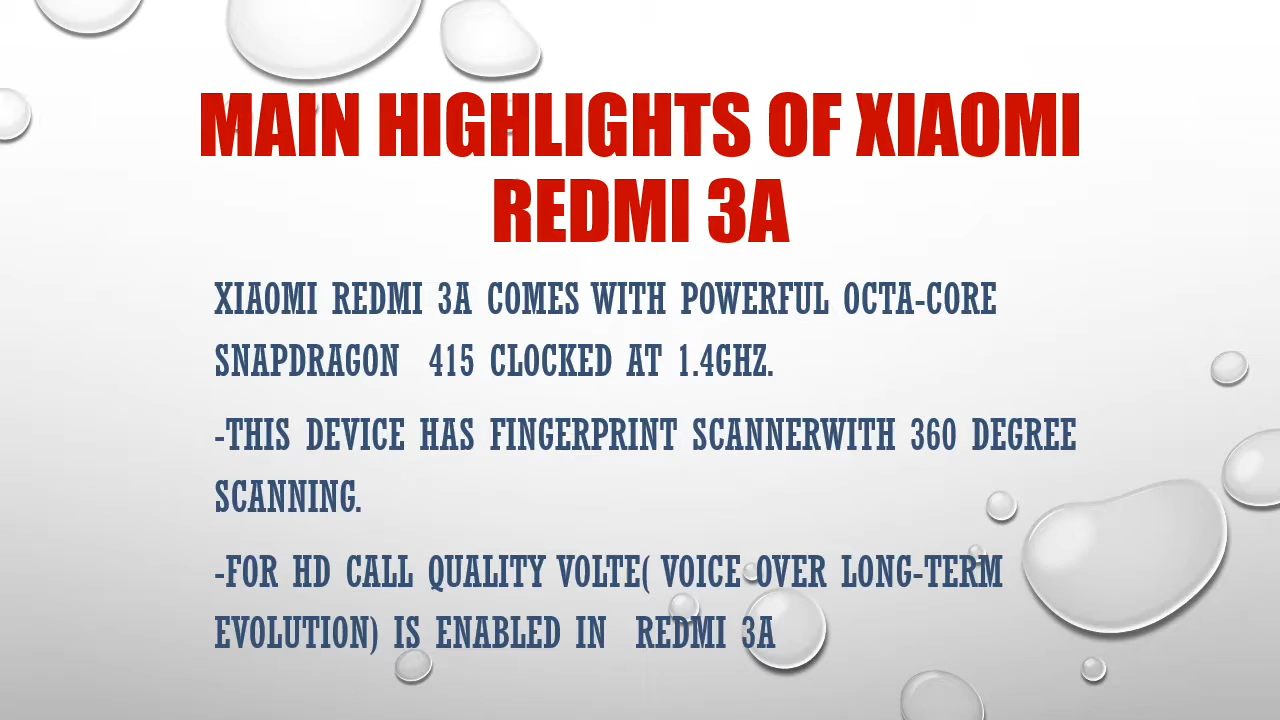 MAIN HIGHLIGHTS OF XIAOMI
REDMI 3A
XIAOMI REDMI 3A COMES WITH POWERFUL OCTA-CORE
SNAPDRAGON 415 CLOCKED AT 1.4GHZ.
-THIS DEVICE HAS FINGERPRINT SCANNERWITH 360 DEGREE
SCANNING.
-FOR HD CALL QUALITY VOLTE( VOICE OVER LONG-TERM
EVOLUTION) IS ENABLED IN REDMI 3A